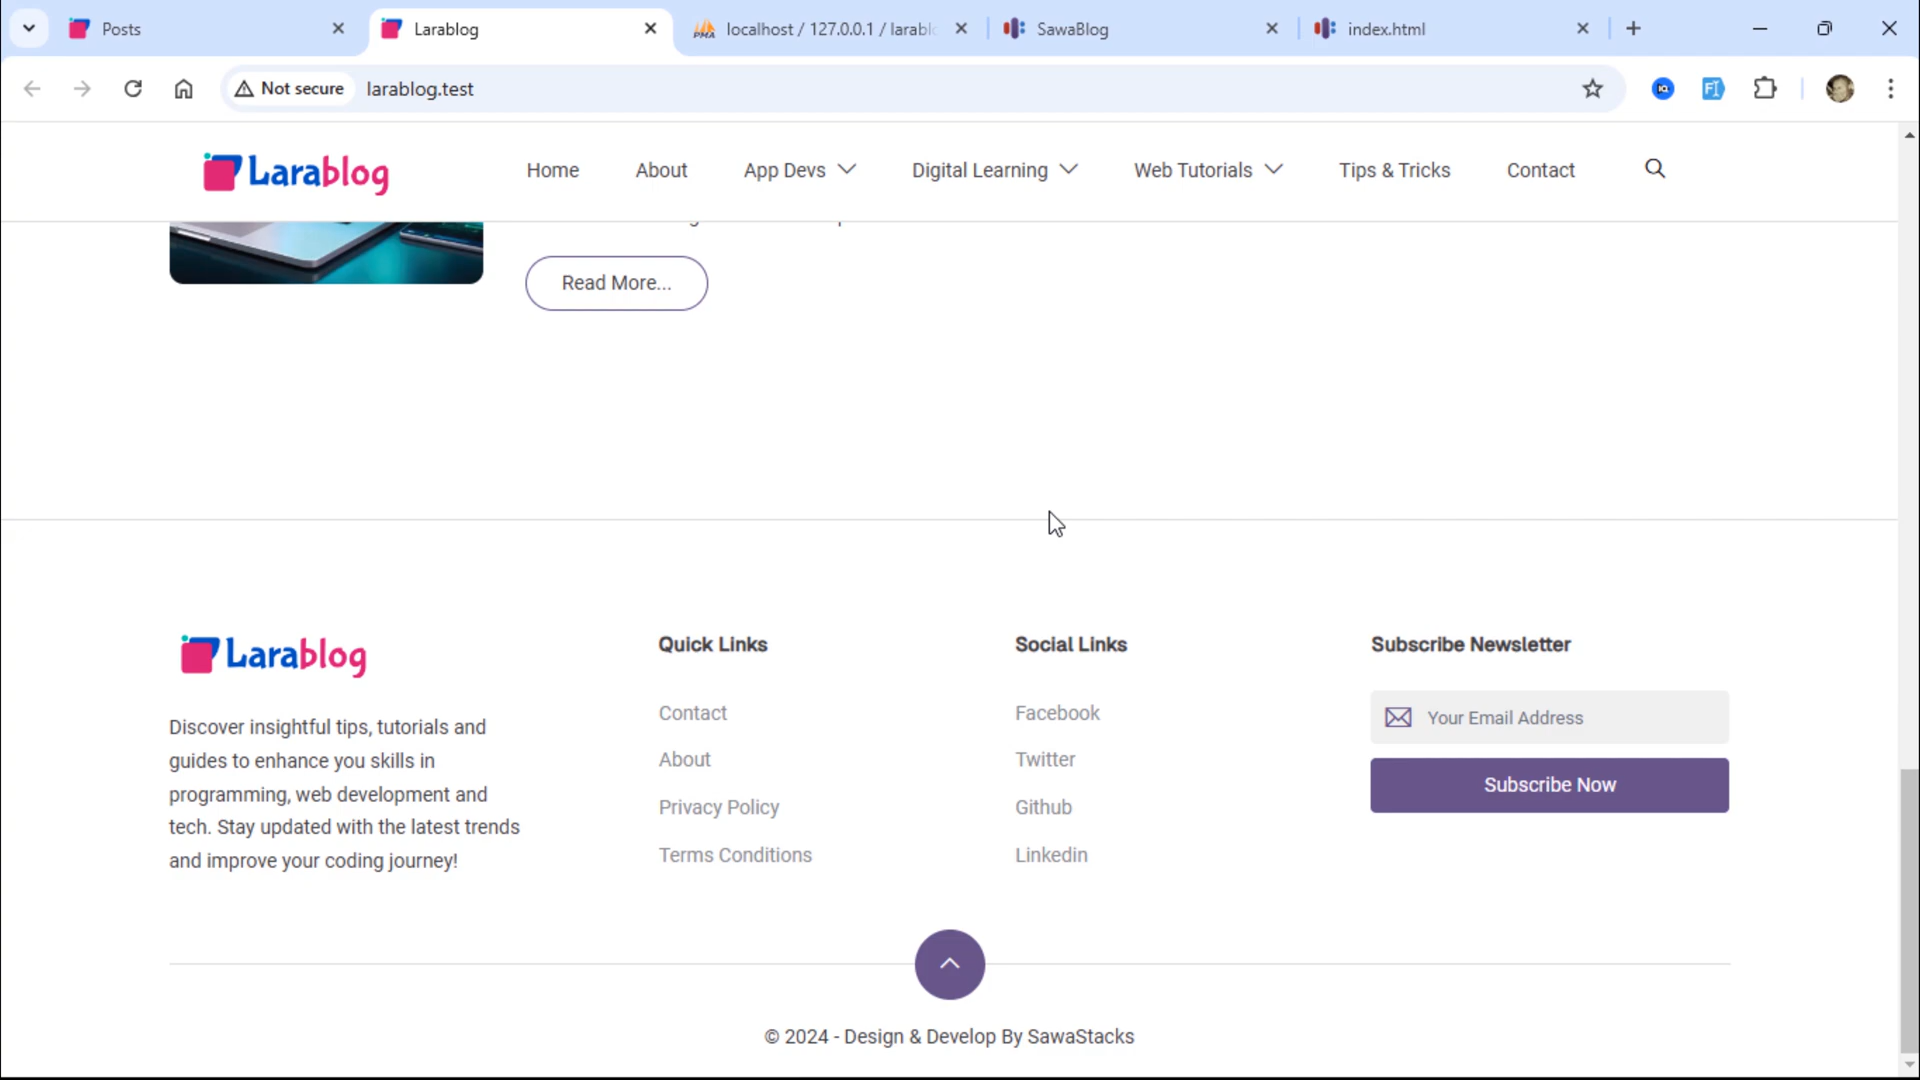 Posts
Larablog
localhost / 127.0.0.1 / larablo
SawaBlog
index.html
Not secure
larablog.test
Larablog
Home
About
App Devs
Digital Learning
Web Tutorials
Tips & Tricks
Contact
Read More...
Larablog
Discover insightful tips, tutorials and
guides to enhance you skills in
programming, web development and
tech. Stay updated with the latest trends
and improve your coding journey!
Quick Links
Contact
About
Privacy Policy
Terms Conditions
Social Links
Facebook
Twitter
Github
Linkedin
Subscribe Newsletter
Your Email Address
Subscribe Now
© 2024 - Design & Develop By SawaStacks